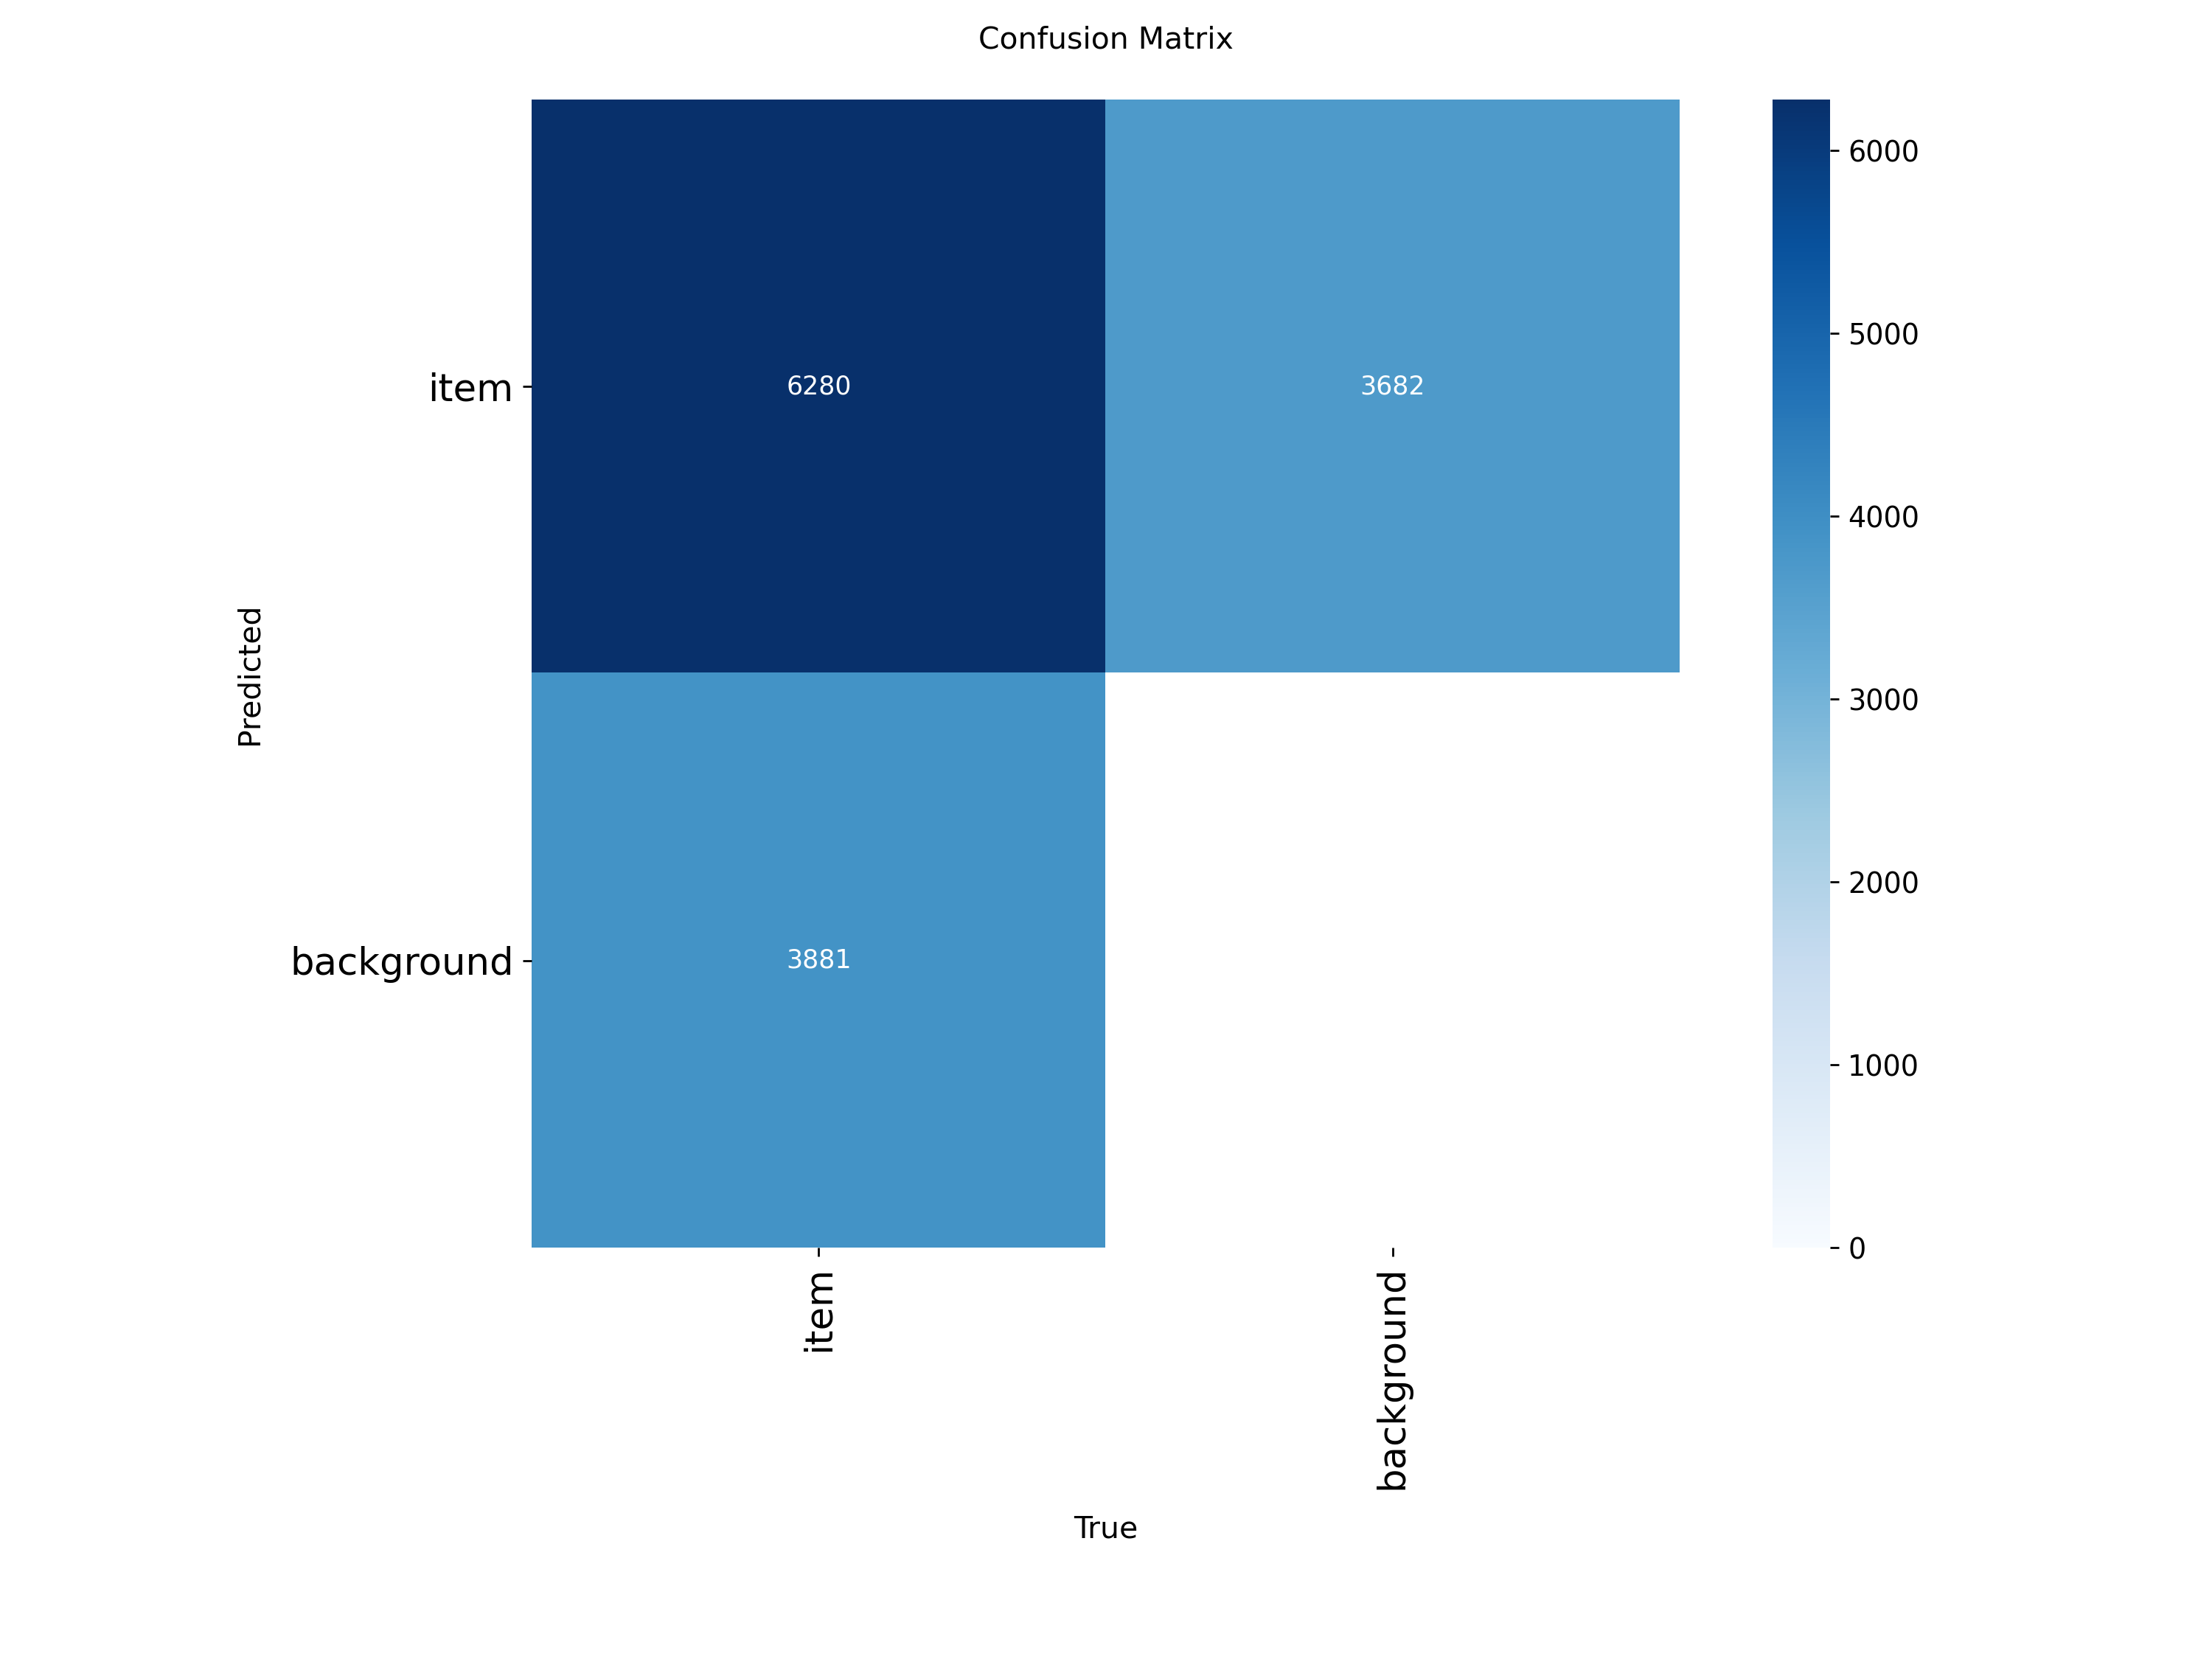 Confusion Matrix
6000
5000
4000
3000
2000
1000
0
Predicted
item
background
6280
3682
3881
item
background
True